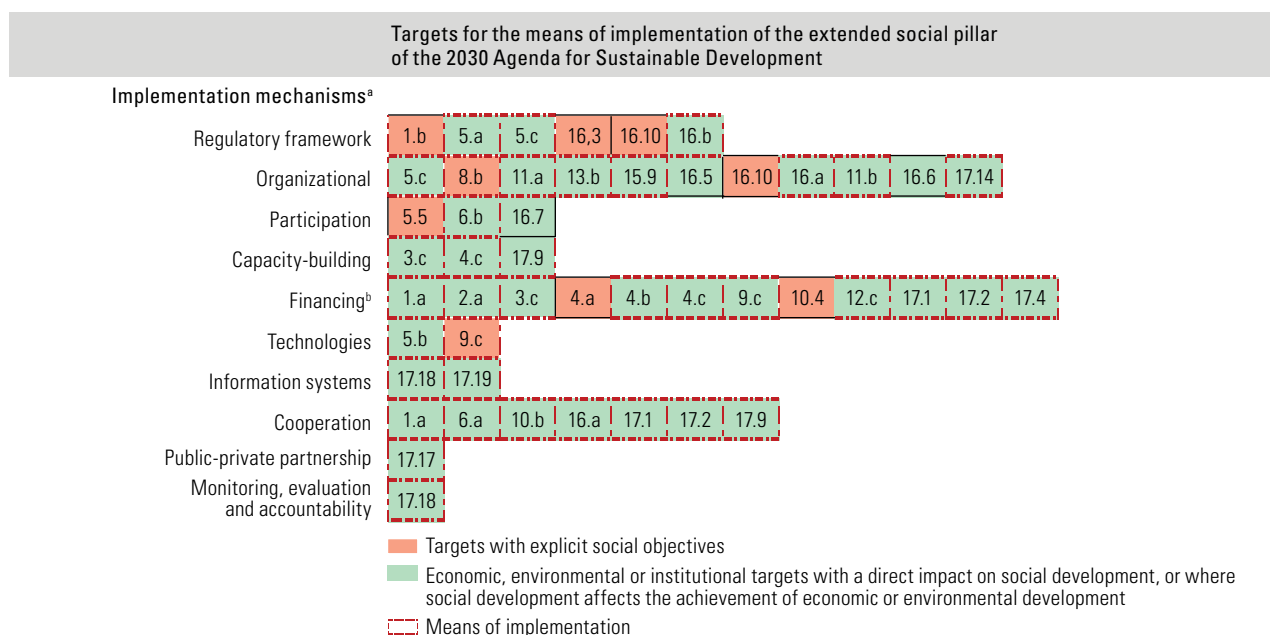 Targets for the means of implementation of the extended social pillar
of the 2030 Agenda for Sustainable Development
Implementation mechanismsᵃ
Regulatory framework 1.b 5.a 5.c 16,3 16.10 16.b
Organizational 5.c 8.b 11.a 13.b 15.9 16.5 16.10 16.a 11.b 16.6 17.14
Participation 5.5 6.b 16.7
Capacity-building 3.c 4.c 17.9
Financingᵇ 1.a 2.a 3.c 4.a 4.b 4.c 9.c 10.4 12.c 17.1 17.2 17.4
Technologies 5.b 9.c
Information systems 17.18 17.19
Cooperation 1.a 6.a 10.b 16.a 17.1 17.2 17.9
Public-private partnership 17.17
Monitoring, evaluation
and accountability 17.18
Targets with explicit social objectives
Economic, environmental or institutional targets with a direct impact on social development, or where
social development affects the achievement of economic or environmental development
Means of implementation